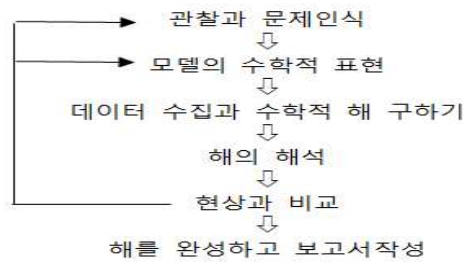 관찰과 문제인식
모델의 수학적 표현
데이터 수집과 수학적 해 구하기
해의 해석
현상과 비교
해를 완성하고 보고서작성